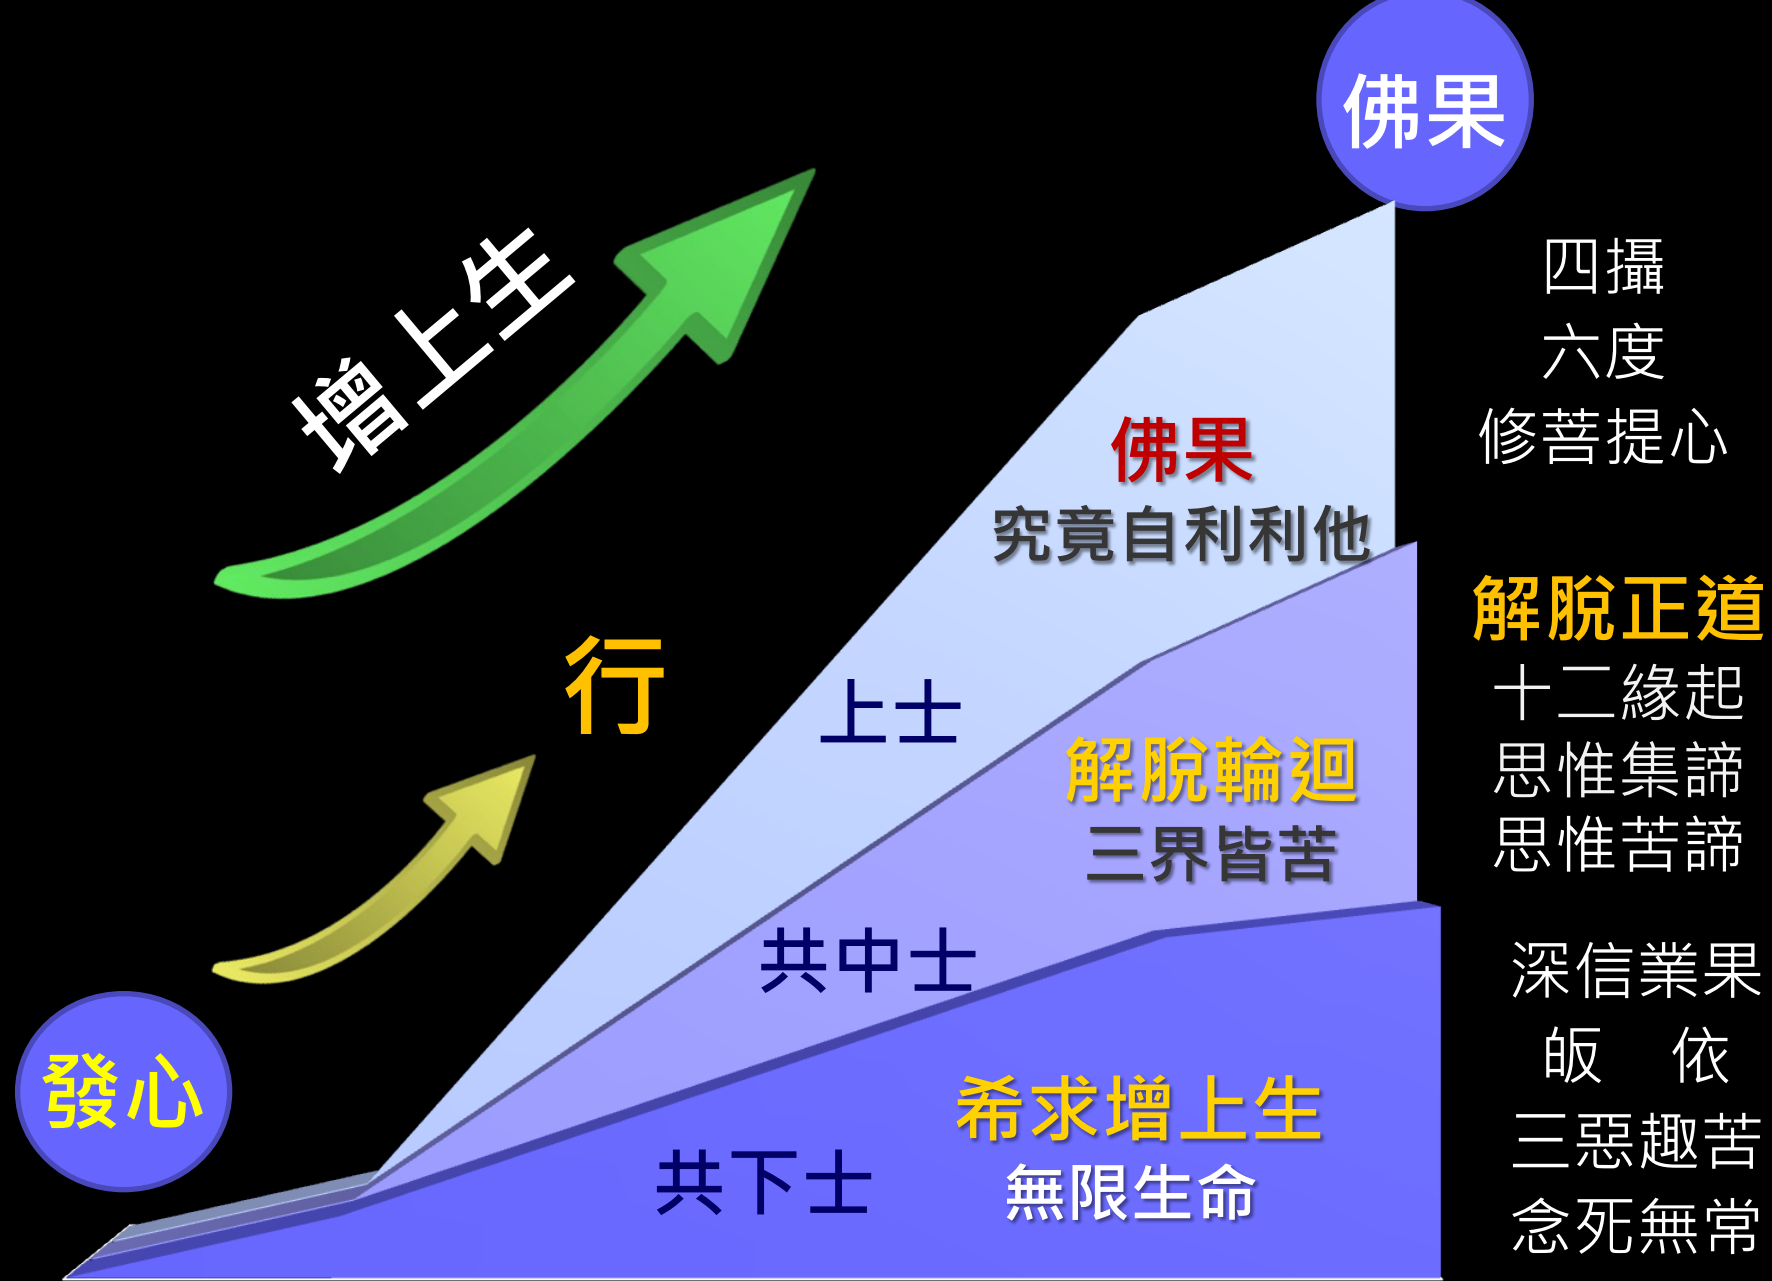 佛果
四攝
六度
修菩提心
增上生
佛果
究竟自利利他
解脫正道
十二緣起
思惟集諦
思惟苦諦
行
上士
解脫輪迴
三界皆苦
共中士
深信業果
皈 依
三惡趣苦
念死無常
發心
希求增上生
無限生命
共下士